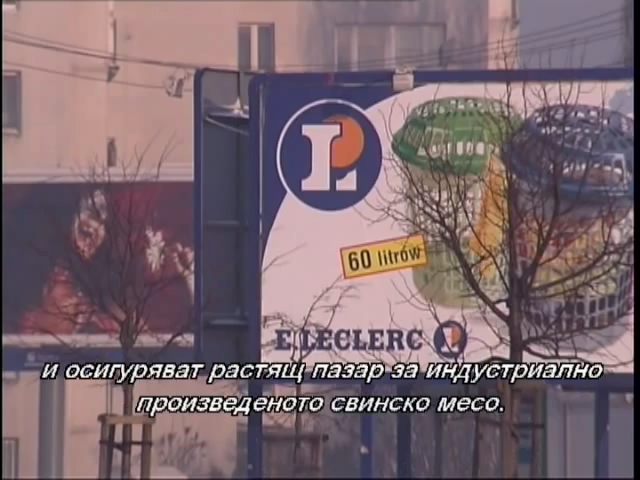 L
60 litrów
E.LECLERC L
и осигуряват растящ пазар за индустриално
произведеното свинско месо.